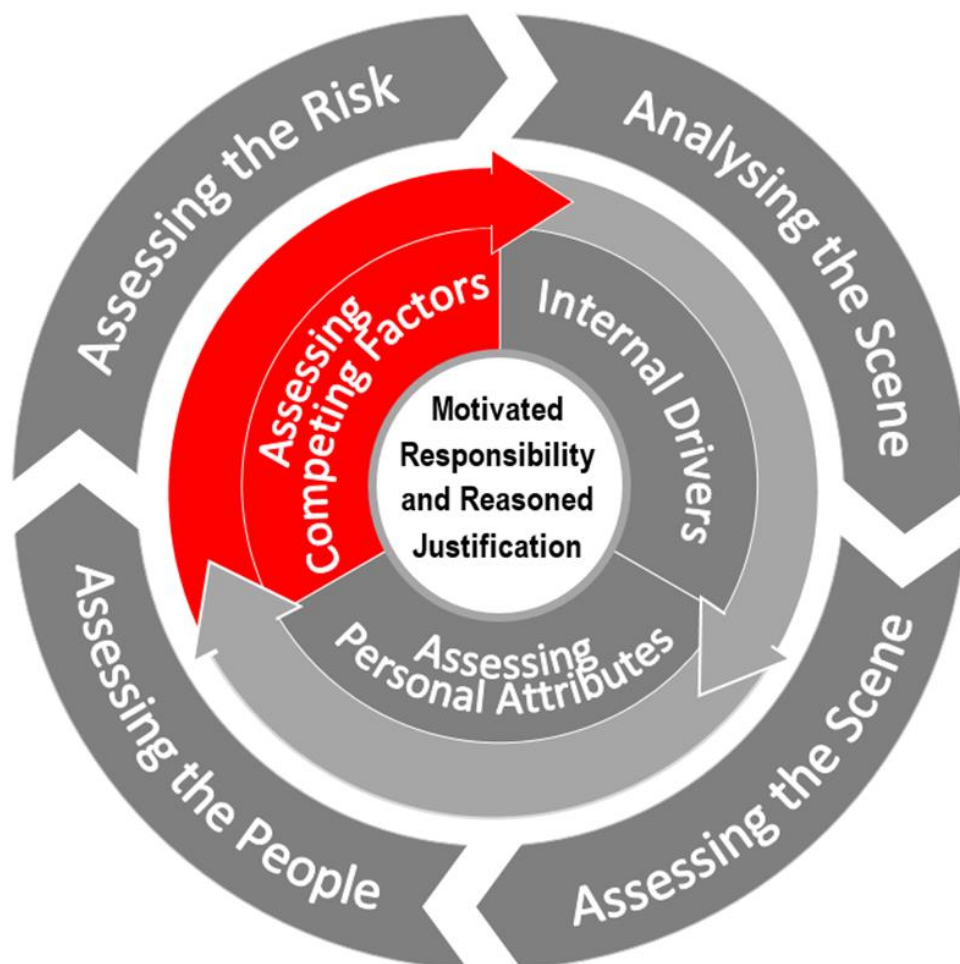 Assessing the Risk
Analysing the Scene
Assessing the Scene
Assessing the People
Assessing
Competing Factors
Internal Drivers
Assessing
Personal Attributes
Motivated
Responsibility
and Reasoned
Justification